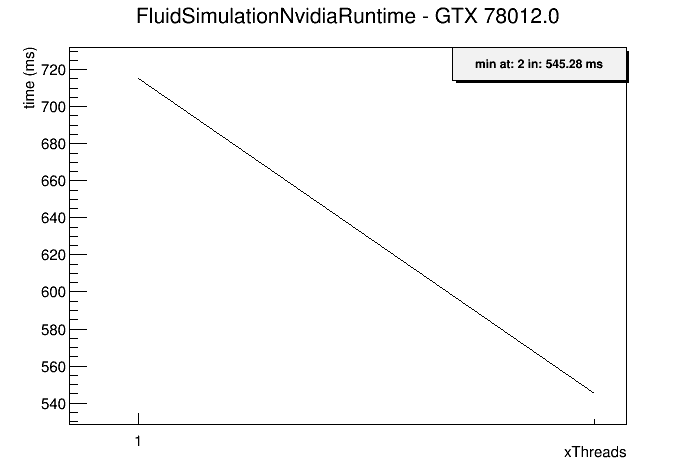 FluidSimulationNvidiaRuntime - GTX 78012.0
time (ms)
min at: 2 in: 545.28 ms
720
700
680
660
640
620
600
580
560
540
1
xThreads